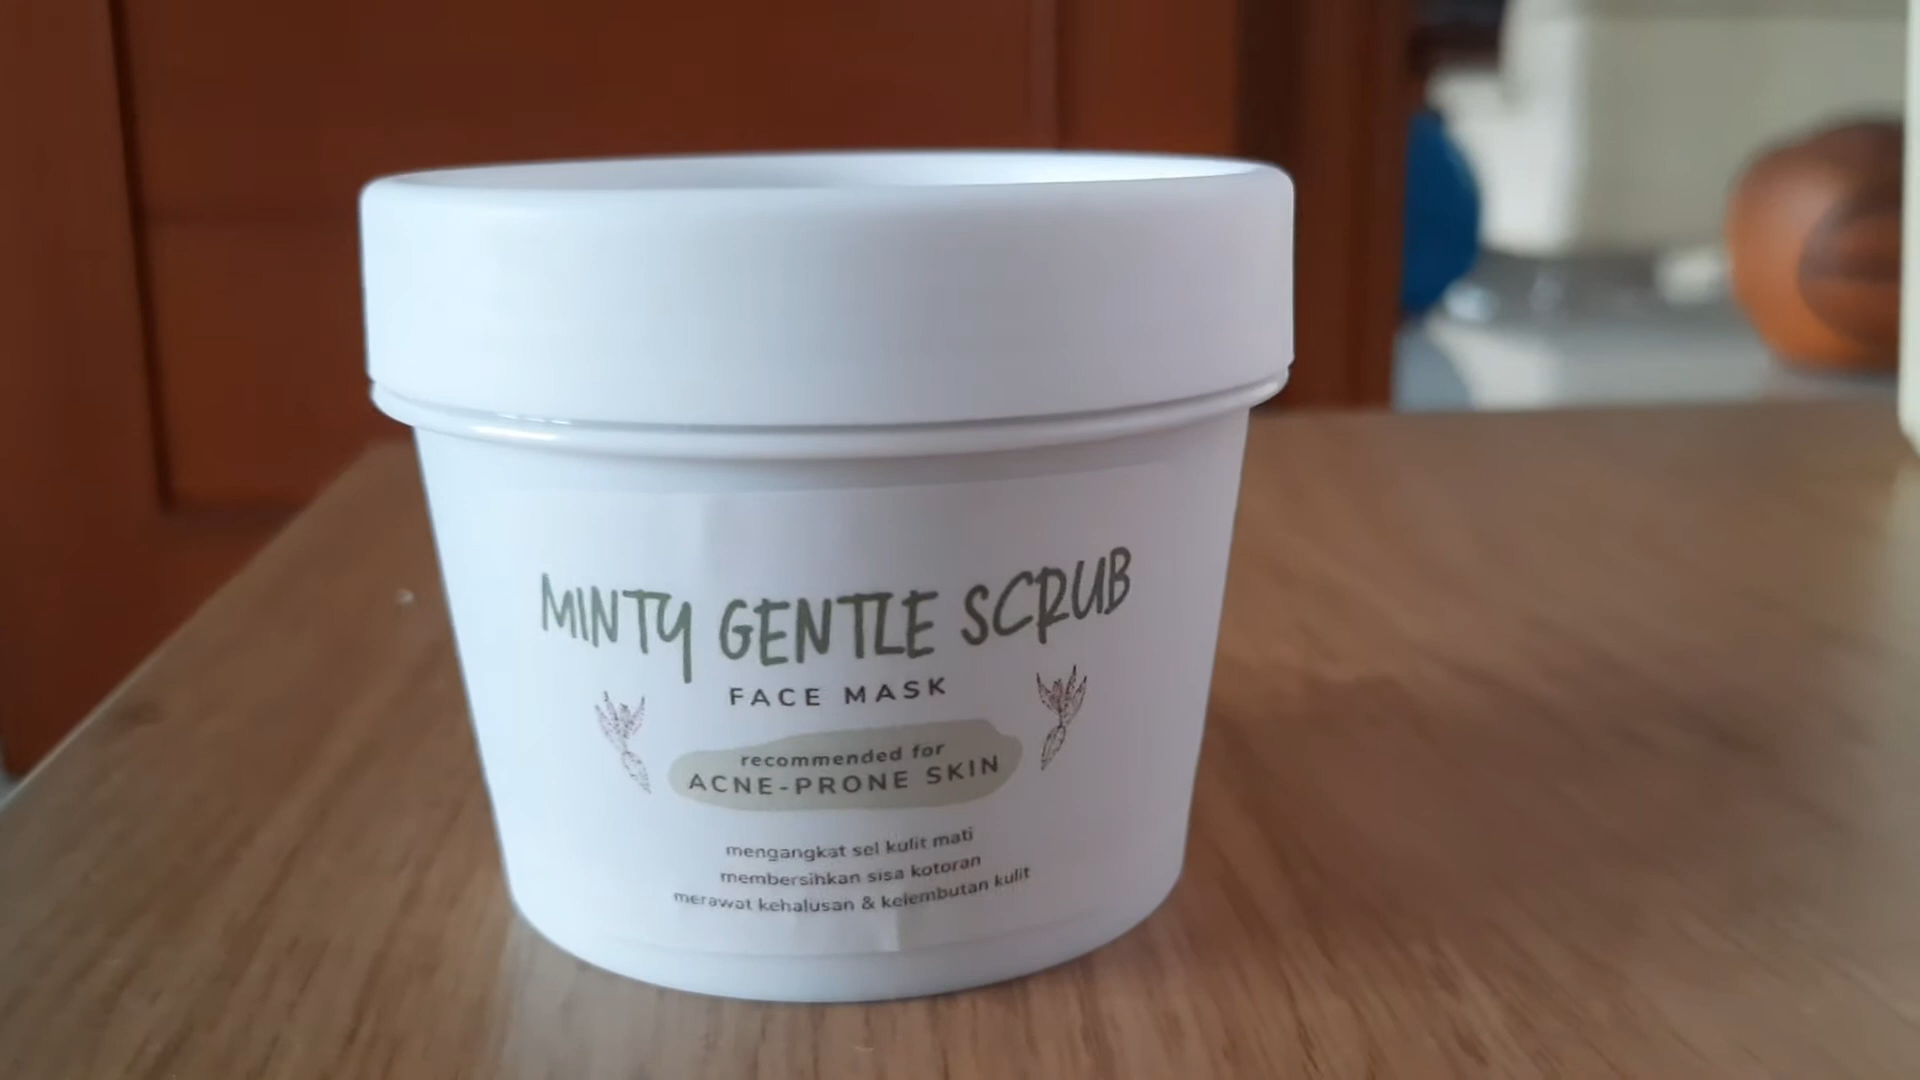 MINTY GENTLE SCRUB
FACE MASK
recommended for
ACNE-PRONE SKIN
mengangkat sel kulit mati
membersihkan sisa kotoran
merawat kehalusan & kelembutan kulit